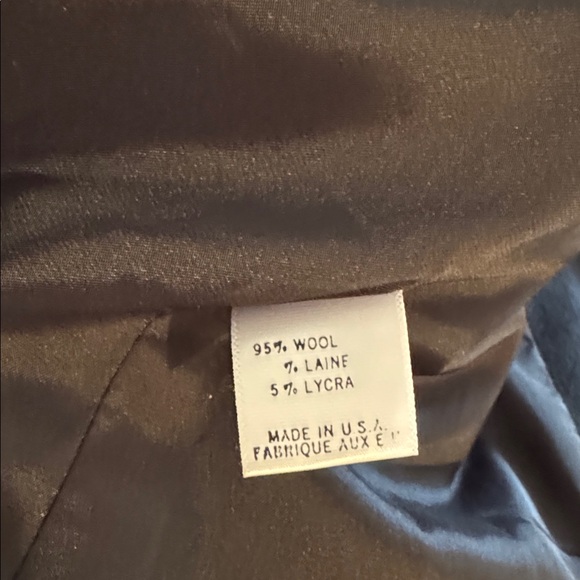 95% WOOL
% LAINE
5% LYCRA
MADE IN U.S.A.
FABRIQUE AUX E U